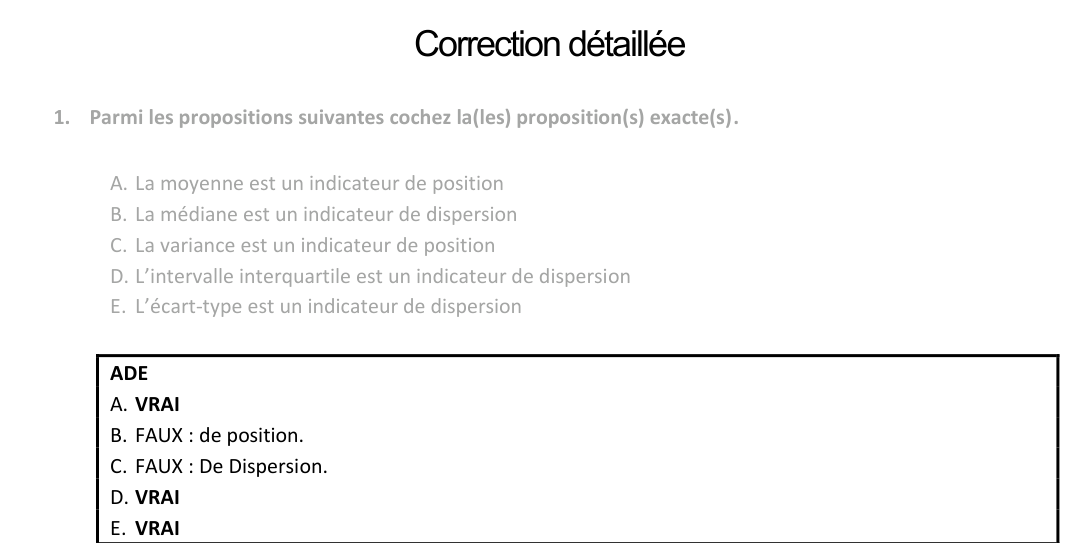 Correction détaillée
1. Parmi les propositions suivantes cochez la(les) proposition(s) exacte(s).
A. La moyenne est un indicateur de position
B. La médiane est un indicateur de dispersion
C. La variance est un indicateur de position
D. L’intervalle interquartile est un indicateur de dispersion
E. L’écart-type est un indicateur de dispersion
ADE
A. VRAI
B. FAUX : de position.
C. FAUX : De Dispersion.
D. VRAI
E. VRAI